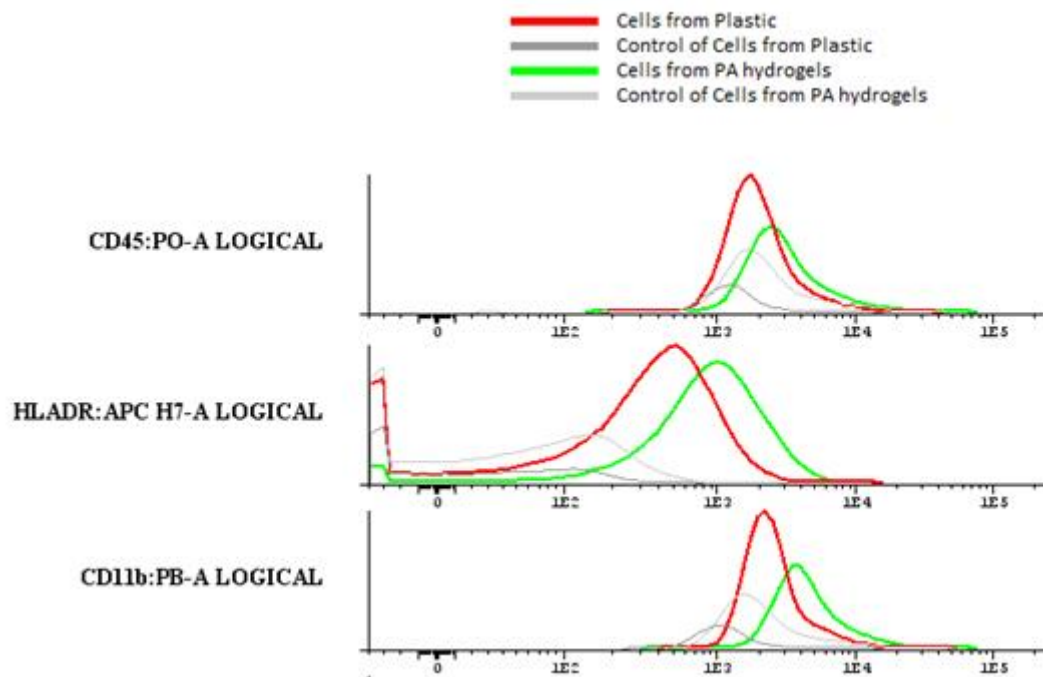 Cells from Plastic
Control of Cells from Plastic
Cells from PA hydrogels
Control of Cells from PA hydrogels
CD45:PO-A LOGICAL
0 1E2 1E3 1E4 1E5
HLADR:APC H7-A LOGICAL
0 1E2 1E3 1E4 1E5
CD11b:PB-A LOGICAL
0 1E2 1E3 1E4 1E5